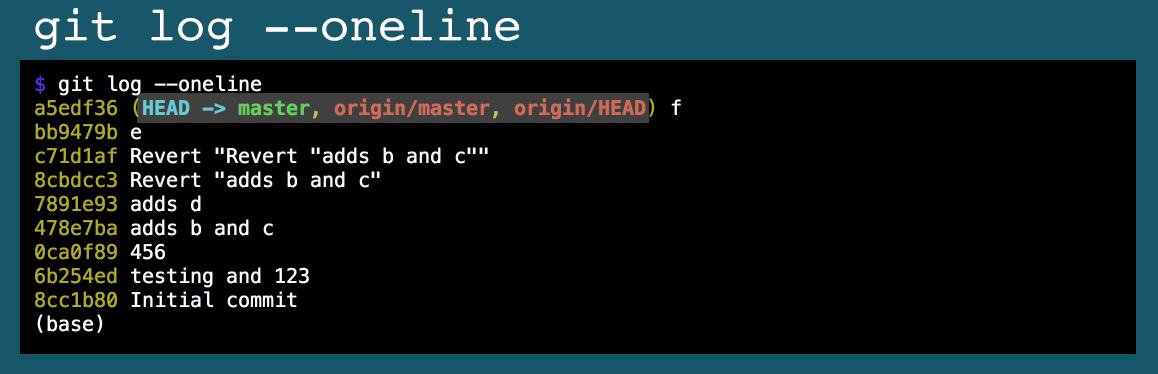 git log --oneline
$ git log --oneline
a5edf36 (HEAD -> master, origin/master, origin/HEAD) f
bb9479b e
c71d1af Revert "Revert "adds b and c""
8cbdcc3 Revert "adds b and c"
7891e93 adds d
478e7ba adds b and c
0ca0f89 456
6b254ed testing and 123
8cc1b80 Initial commit
(base)